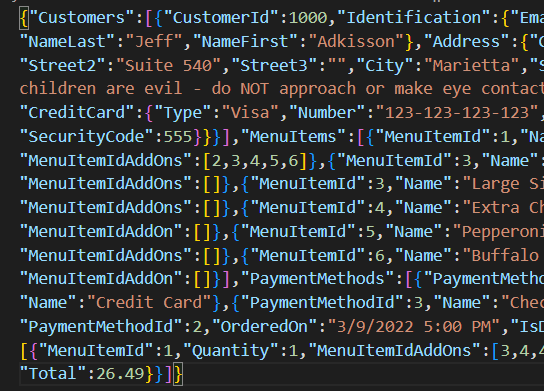 {"Customers":[{"CustomerId":1000,"Identification":{"Ema
"NameLast":"Jeff","NameFirst":"Adkisson"},"Address":{"
"Street2":"Suite 540","Street3":"","City":"Marietta","S
children are evil - do NOT approach or make eye contact
"CreditCard":{"Type":"Visa","Number":"123-123-123-123",
"SecurityCode":555}}}],"MenuItems":[{"MenuItemId":1,"Na
"MenuItemIdAddOns":[2,3,4,5,6]},{"MenuItemId":3,"Name":
"MenuItemIdAddOns":[]},{"MenuItemId":3,"Name":"Large Si
"MenuItemIdAddOns":[]},{"MenuItemId":4,"Name":"Extra Ch
"MenuItemIdAddOn":[]},{"MenuItemId":5,"Name":"Pepperoni
"MenuItemIdAddOns":[]},{"MenuItemId":6,"Name":"Buffalo
"MenuItemIdAddOn":[]}],"PaymentMethods":[{"PaymentMetho
"Name":"Credit Card"},{"PaymentMethodId":3,"Name":"Chec
"PaymentMethodId":2,"OrderedOn":"3/9/2022 5:00 PM","IsD
[{"MenuItemId":1,"Quantity":1,"MenuItemIdAddOns":[3,4,4
"Total":26.49}}]}